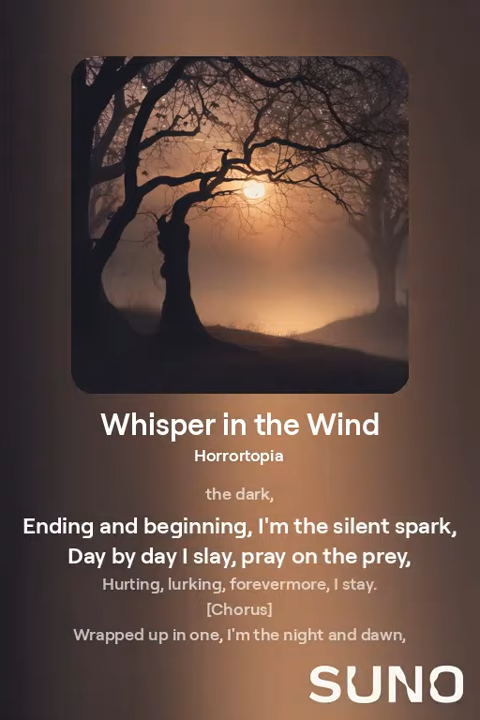 Whisper in the Wind
Horrortopia
the dark,
Ending and beginning, I'm the silent spark,
Day by day I slay, pray on the prey,
Hurting, lurking, forevermore, I stay.
[Chorus]
Wrapped up in one, I'm the night and dawn,
SUNO